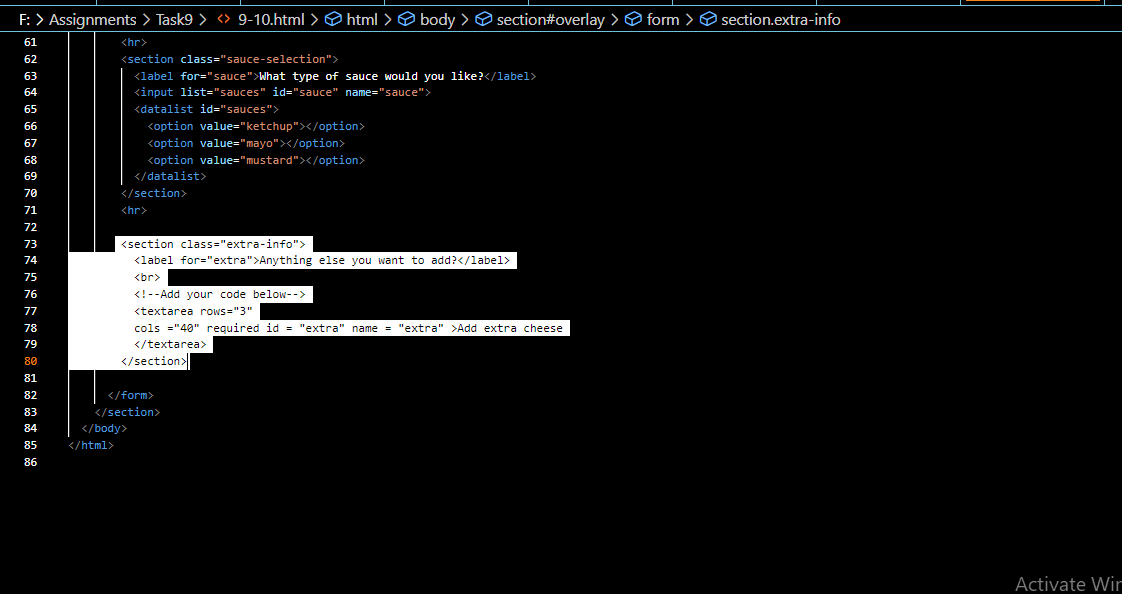 F: > Assignments > Task9 > <> 9-10.html > html > body > section#overlay > form > section.extra-info
61 <hr>
62 <section class="sauce-selection">
63 <label for="sauce">What type of sauce would you like?</label>
64 <input list="sauces" id="sauce" name="sauce">
65 <datalist id="sauces">
66 <option value="ketchup"></option>
67 <option value="mayo"></option>
68 <option value="mustard"></option>
69 </datalist>
70 </section>
71 <hr>
72
73 <section class="extra-info">
74 <label for="extra">Anything else you want to add?</label>
75 <br>
76 <!--Add your code below-->
77 <textarea rows="3"
78 cols ="40" required id = "extra" name = "extra" >Add extra cheese
79 </textarea>
80 </section>
81
82 </form>
83 </section>
84 </body>
85 </html>
86
Activate Wir